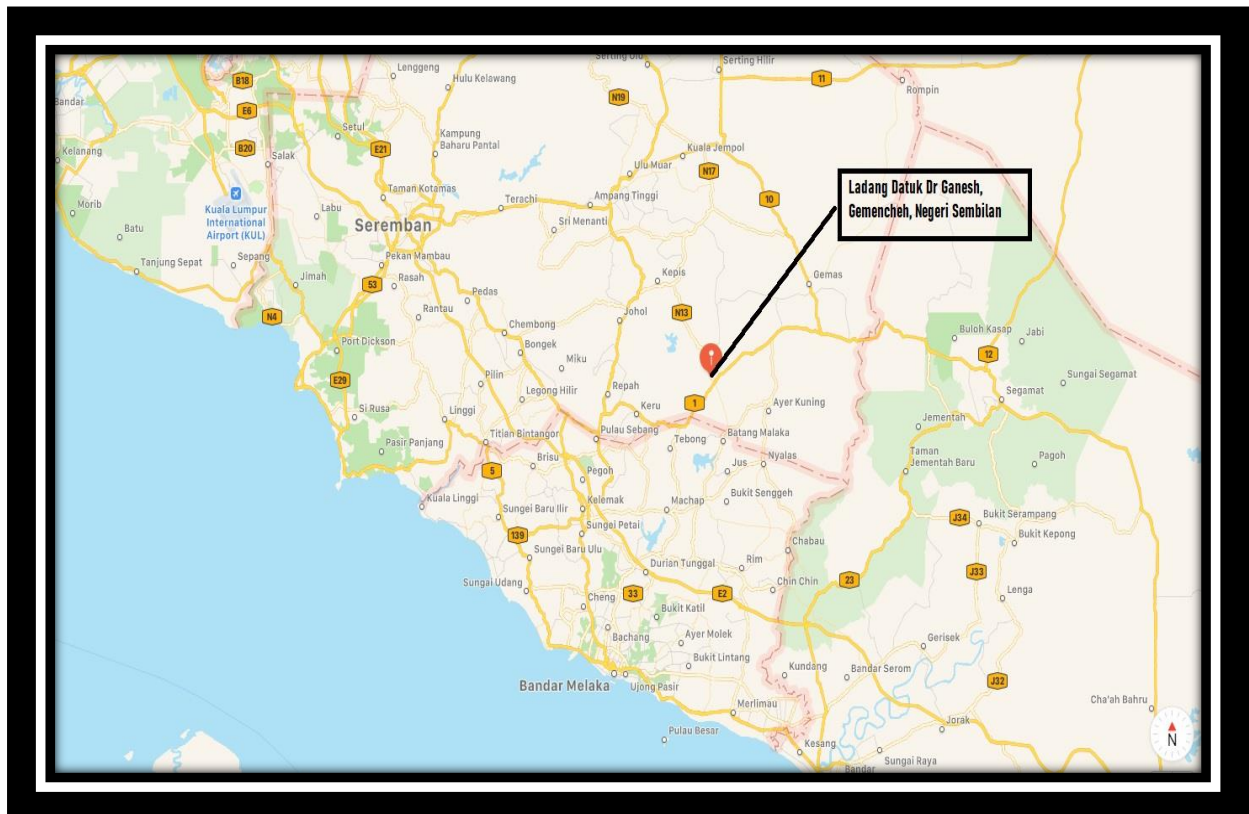 Serting Ulu
Serting Hilir
Lenggeng
Hulu Kelawang
B18
11
Rompin
N19
Bandar
E6
Setul
Kampung
Baharu Pantai
B20
E21
Kelanang
Salak
Kuala Jempol
Ulu Muar
N17
Ladang Datuk Dr Ganesh,
Gemencheh, Negeri Sembilan
Taman Kotamas
Ampang Tinggi
10
Terachi
Morib
Kuala Lumpur
International
Airport (KUL)
Labu
Seremban
Sri Menanti
Batu
Pekan Mambau
Sepang
Tanjung Sepat
Jimah
53
Rasah
Kepis
Gemas
Pedas
N4
Rantau
N13
Johol
Chembong
Buloh Kasap
Jabi
Port Dickson
Bongek
12
Miku
E29
Pilin
Sungai Segamat
Legong Hilir
Repah
Segamat
1
Si Rusa
Linggi
Keru
Ayer Kuning
Jementah
Pasir Panjang
Titian Bintangor
Pulau Sebang
Tebong
Batang Malaka
Taman
Jementah Baru
5
Brisu
Pegoh
Jus
Nyalas
Pagoh
Kuala Linggi
Kelemak
Machap
Bukit Senggeh
Sungei Baru Ilir
J34
Bukit Serampang
Sungei Petai
139
Bukit Kepong
Chabau
Sungei Baru Ulu
Durian Tunggal
Rim
J33
Sungai Udang
Chin Chin
23
Cheng
33
E2
Lenga
Bukit Katil
Bachang
Ayer Molek
Gerisek
Bukit Lintang
Kundang
Bandar Serom
J32
Bandar Melaka
Ujong Pasir
Cha'ah Bahru
Merlimau
Jorak
Pulau Besar
N
Kesang
Sungai Raya
Bandar